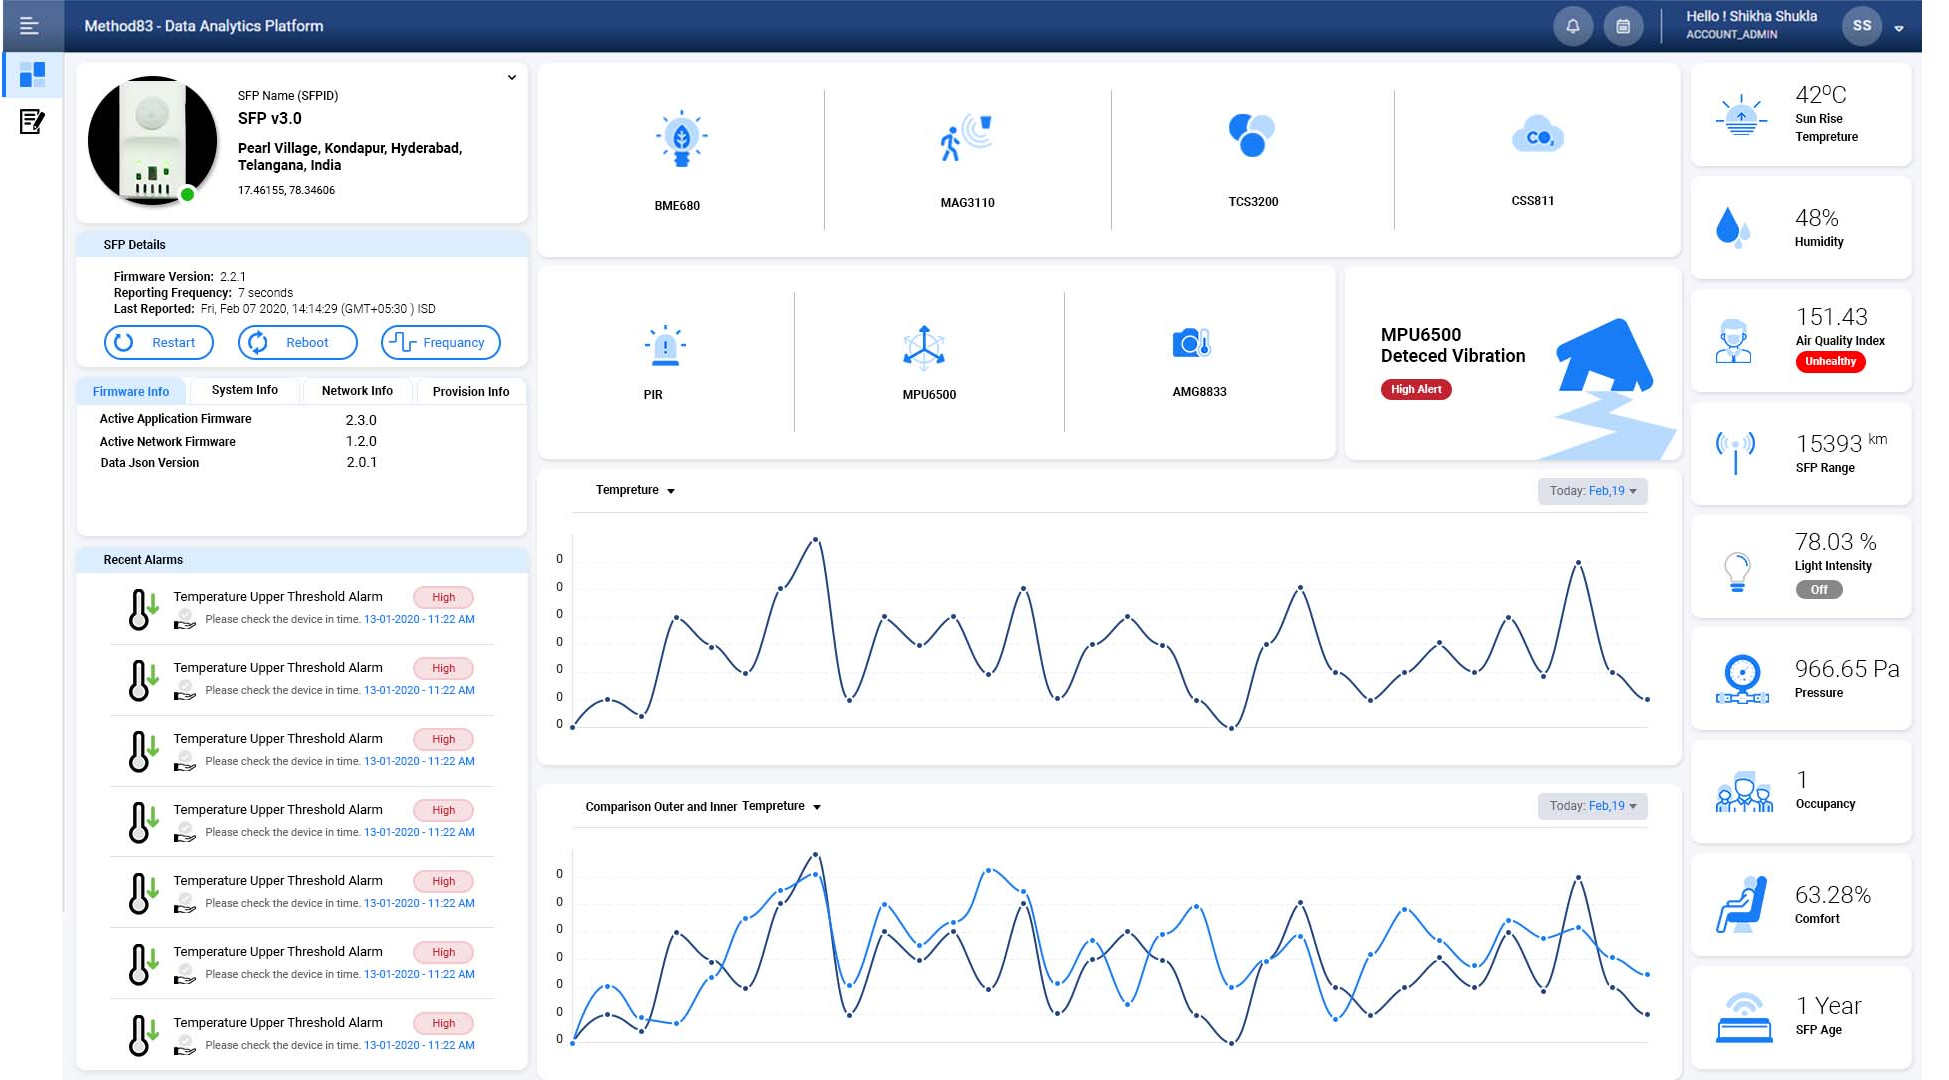 Method83 - Data Analytics Platform
Hello ! Shikha Shukla
ACCOUNT_ADMIN
SS
SFP Name (SFPID)
SFP v3.0
Pearl Village, Kondapur, Hyderabad,
Telangana, India
17.46155, 78.34606
SFP Details
Firmware Version: 2.2.1
Reporting Frequency: 7 seconds
Last Reported: Fri, Feb 07 2020, 14:14:29 (GMT+05:30 ) ISD
Restart
Reboot
Frequancy
Firmware Info
System Info
Network Info
Provision Info
Active Application Firmware 2.3.0
Active Network Firmware 1.2.0
Data Json Version 2.0.1
Recent Alarms
Temperature Upper Threshold Alarm High
Please check the device in time. 13-01-2020 - 11:22 AM
Temperature Upper Threshold Alarm High
Please check the device in time. 13-01-2020 - 11:22 AM
Temperature Upper Threshold Alarm High
Please check the device in time. 13-01-2020 - 11:22 AM
Temperature Upper Threshold Alarm High
Please check the device in time. 13-01-2020 - 11:22 AM
Temperature Upper Threshold Alarm High
Please check the device in time. 13-01-2020 - 11:22 AM
Temperature Upper Threshold Alarm High
Please check the device in time. 13-01-2020 - 11:22 AM
Temperature Upper Threshold Alarm High
Please check the device in time. 13-01-2020 - 11:22 AM
BME680
MAG3110
TCS3200
CO2
CSS811
PIR
MPU6500
AMG8833
MPU6500
Deteced Vibration
High Alert
Tempreture
Today: Feb,19
0
0
0
0
0
0
0
Comparison Outer and Inner Tempreture
Today: Feb,19
0
0
0
0
0
0
0
42⁰C
Sun Rise
Tempreture
48%
Humidity
151.43
Air Quality Index
Unhealthy
15393 km
SFP Range
78.03 %
Light Intensity
Off
966.65 Pa
Pressure
1
Occupancy
63.28%
Comfort
1 Year
SFP Age